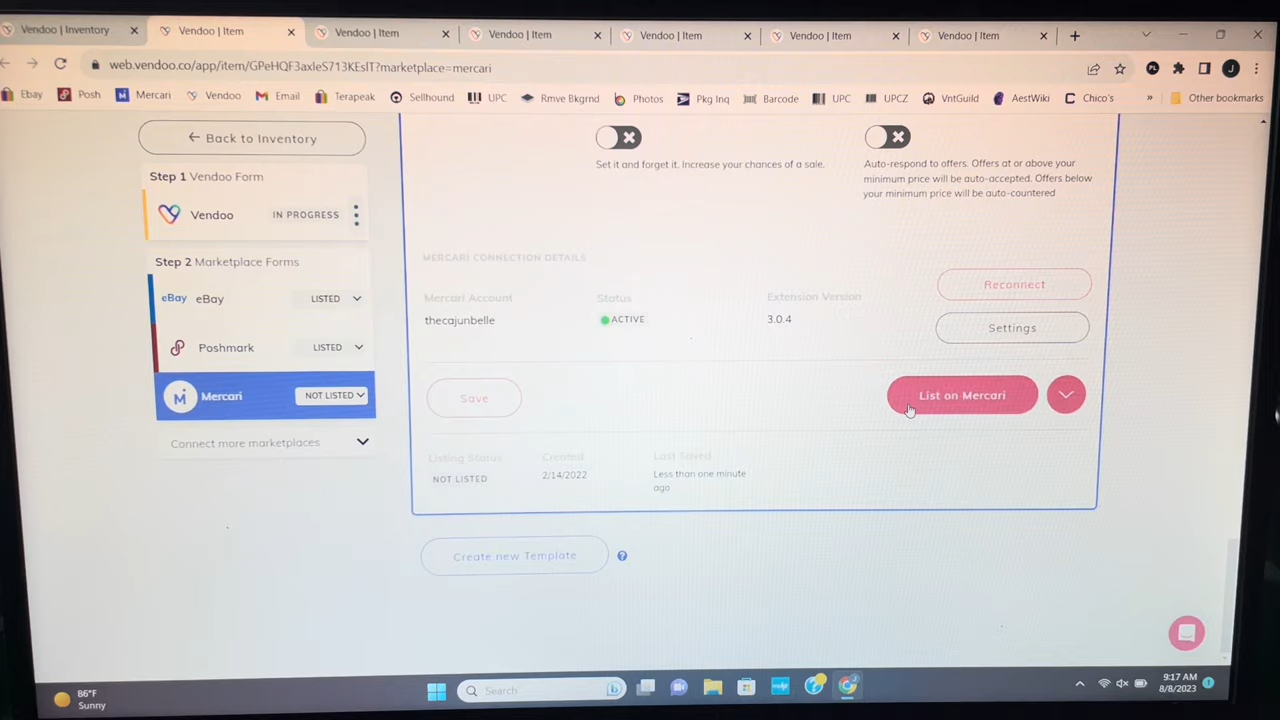 Vendoo | Inventory
Vendoo | Item
Vendoo | Item
Vendoo | Item
Vendoo | Item
Vendoo | Item
Vendoo | Item
web.vendoo.co/app/item/GPeHQF3axleS713KEslT?marketplace=mercari
PL
J
Ebay
Posh
Mercari
Vendoo
Email
Terapeak
Sellhound
UPC
Rmve Bkgrnd
Photos
Pkg Inq
Barcode
UPC
UPCZ
VntGuild
AestWiki
Chico's
»
Other bookmarks
← Back to Inventory
Step 1 Vendoo Form
Vendoo IN PROGRESS
Step 2 Marketplace Forms
eBay eBay LISTED
Poshmark LISTED
Mercari NOT LISTED
Connect more marketplaces
Set it and forget it. Increase your chances of a sale.
Auto-respond to offers. Offers at or above your
minimum price will be auto-accepted. Offers below
your minimum price will be auto-countered
MERCARI CONNECTION DETAILS
Mercari Account
thecajunbelle
Status
ACTIVE
Extension Version
3.0.4
Reconnect
Settings
Save
List on Mercari
Listing Status
NOT LISTED
Created
2/14/2022
Last Saved
Less than one minute
ago
Create new Template
?
86°F
Sunny
Search
9:17 AM
8/8/2023